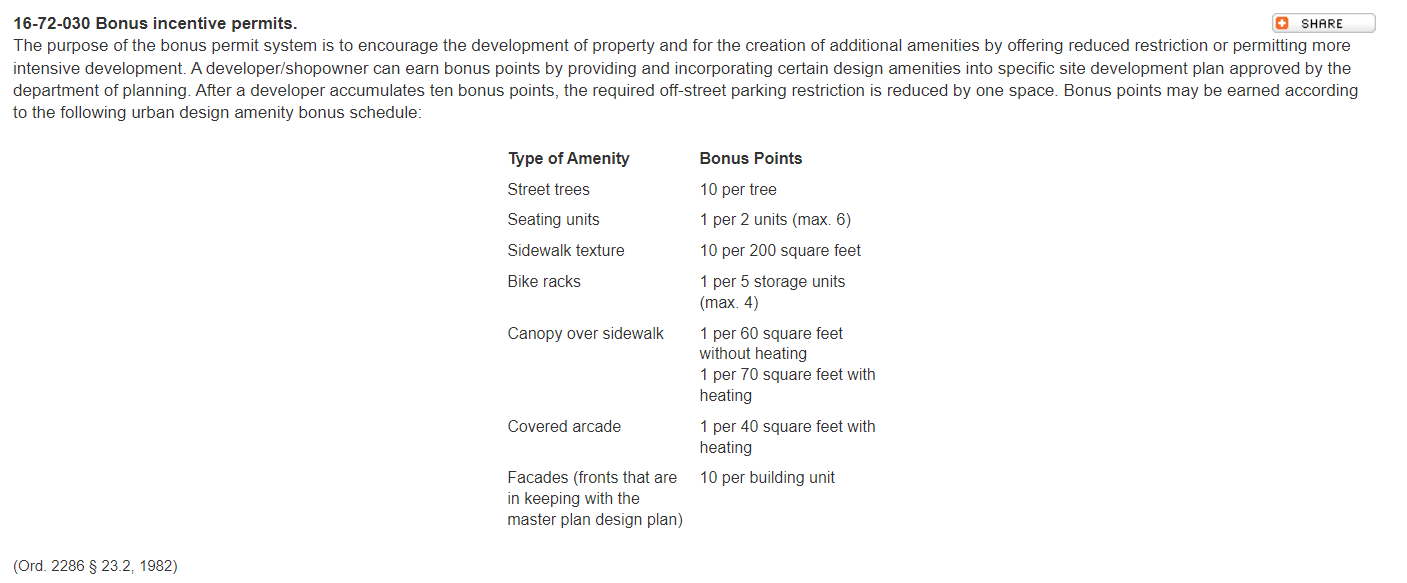 16-72-030 Bonus incentive permits.
SHARE
The purpose of the bonus permit system is to encourage the development of property and for the creation of additional amenities by offering reduced restriction or permitting more
intensive development. A developer/shopowner can earn bonus points by providing and incorporating certain design amenities into specific site development plan approved by the
department of planning. After a developer accumulates ten bonus points, the required off-street parking restriction is reduced by one space. Bonus points may be earned according
to the following urban design amenity bonus schedule:
Type of Amenity Bonus Points
Street trees 10 per tree
Seating units 1 per 2 units (max. 6)
Sidewalk texture 10 per 200 square feet
Bike racks 1 per 5 storage units
(max. 4)
Canopy over sidewalk 1 per 60 square feet
without heating
1 per 70 square feet with
heating
Covered arcade 1 per 40 square feet with
heating
Facades (fronts that are 10 per building unit
in keeping with the
master plan design plan)
(Ord. 2286 § 23.2, 1982)